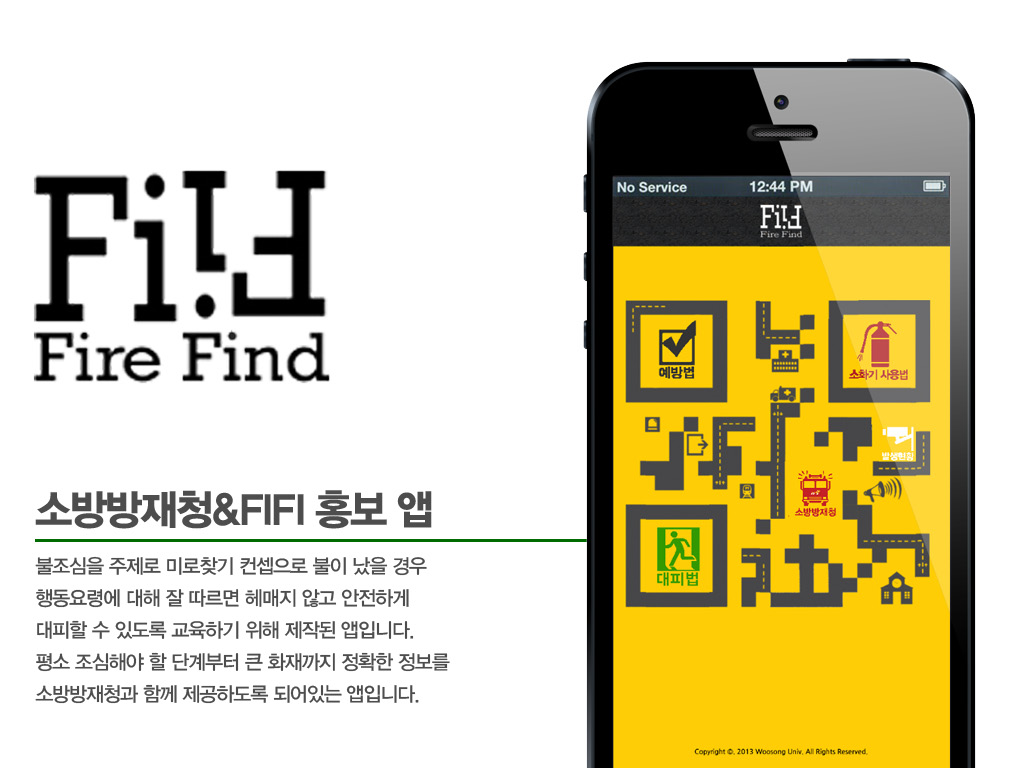 FiFi
Fire Find
소방방재청&FIFI 홍보 앱
불조심을 주제로 미로찾기 컨셉으로 불이 났을 경우
행동요령에 대해 잘 따르면 헤매지 않고 안전하게
대피할 수 있도록 교육하기 위해 제작된 앱입니다.
평소 조심해야 할 단계부터 큰 화재까지 정확한 정보를
소방방재청과 함께 제공하도록 되어있는 앱입니다.
No Service
12:44 PM
FiFi
Fire Find
예방법
소화기 사용법
발생현황
소방방재청
대피법
Copyright ©. 2013 Woosong Univ. All Rights Reserved.